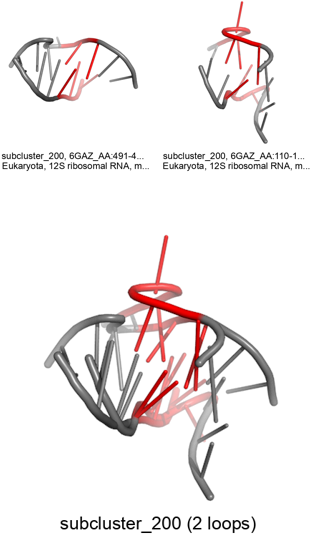 subcluster_200, 6GAZ_AA:491-4...
Eukaryota, 12S ribosomal RNA, m...
subcluster_200, 6GAZ_AA:110-1...
Eukaryota, 12S ribosomal RNA, m...
subcluster_200 (2 loops)